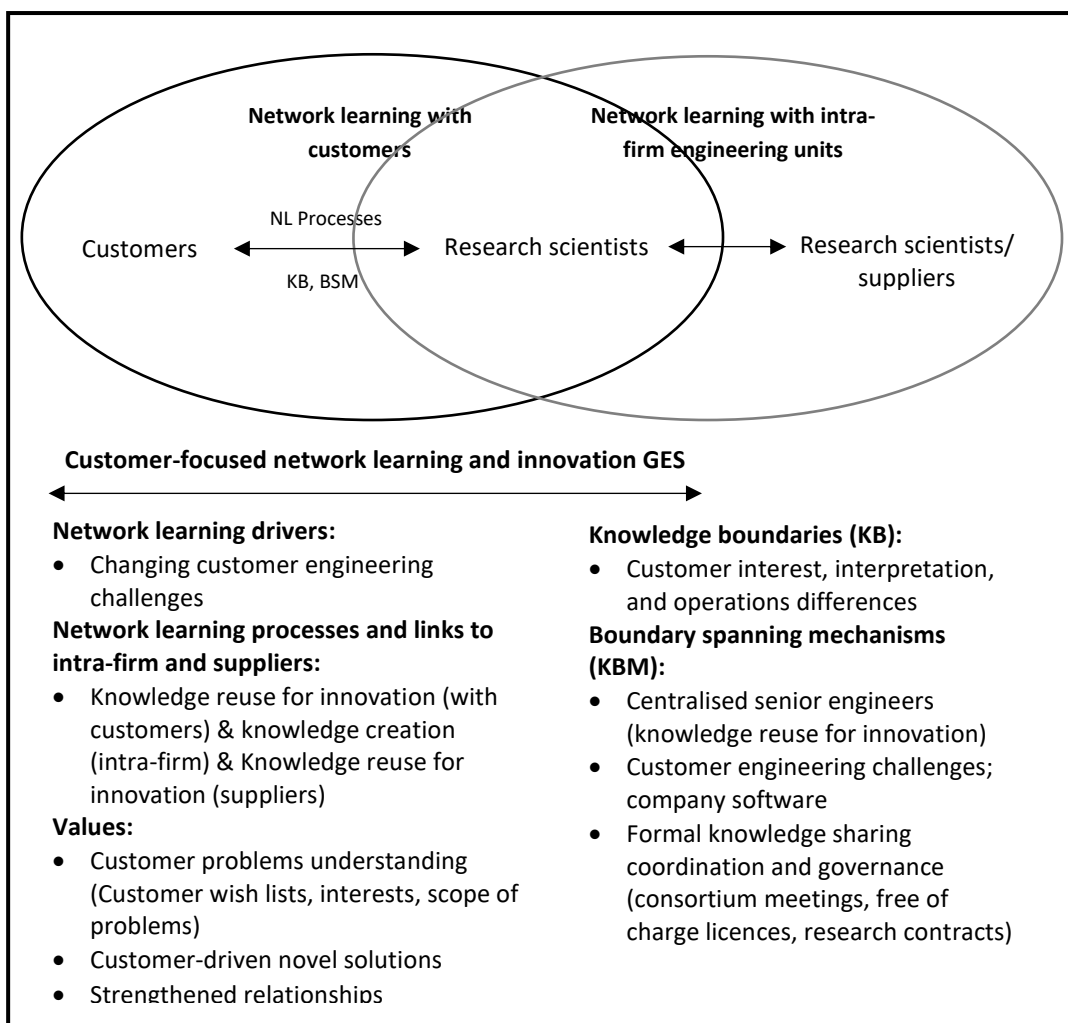 Network learning with
customers
Network learning with intra-
firm engineering units
NL Processes
Customers
Research scientists
Research scientists/
suppliers
KB, BSM
Customer-focused network learning and innovation GES
Network learning drivers:
• Changing customer engineering
challenges
Network learning processes and links to
intra-firm and suppliers:
• Knowledge reuse for innovation (with
customers) & knowledge creation
(intra-firm) & Knowledge reuse for
innovation (suppliers)
Values:
• Customer problems understanding
(Customer wish lists, interests, scope of
problems)
• Customer-driven novel solutions
• Strengthened relationships
Knowledge boundaries (KB):
• Customer interest, interpretation,
and operations differences
Boundary spanning mechanisms
(KBM):
• Centralised senior engineers
(knowledge reuse for innovation)
• Customer engineering challenges;
company software
• Formal knowledge sharing
coordination and governance
(consortium meetings, free of
charge licences, research contracts)